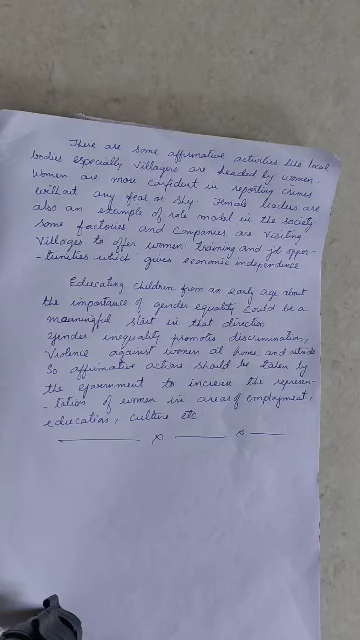 There are some affirmative activities like local
bodies especially Villages are headed by women.
Women are more confident in reporting crimes
without any fear or shy. Female leaders are
also an example of role model in the society.
Some factories and companies are visiting
Villages to offer women training and job oppor-
-tunities which gives economic independence.
Educating children from an early age about
the importance of gender equality could be a
meaningful start in that direction.
Gender inequality promotes discrimination,
Violence against women at home and outside
So affirmative actions should be taken by
the government to increase the represen-
-tation of women in areas of employment,
education, culture etc.